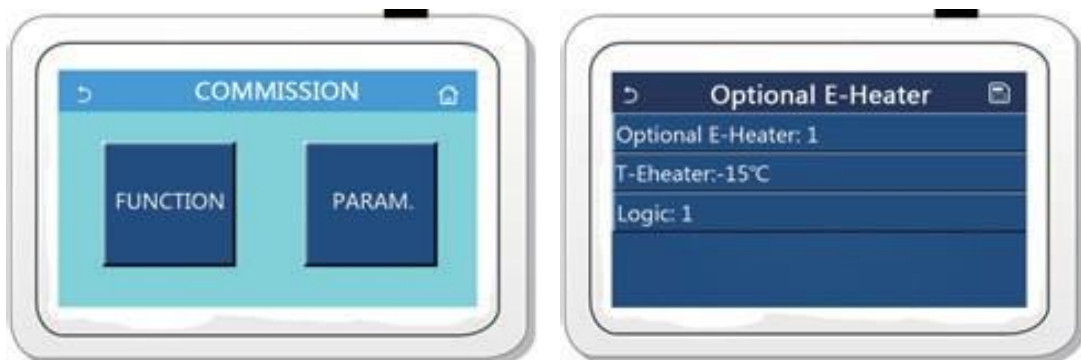 COMMISSION
FUNCTION
PARAM.
Optional E-Heater
Optional E-Heater: 1
T-Eheater:-15℃
Logic: 1